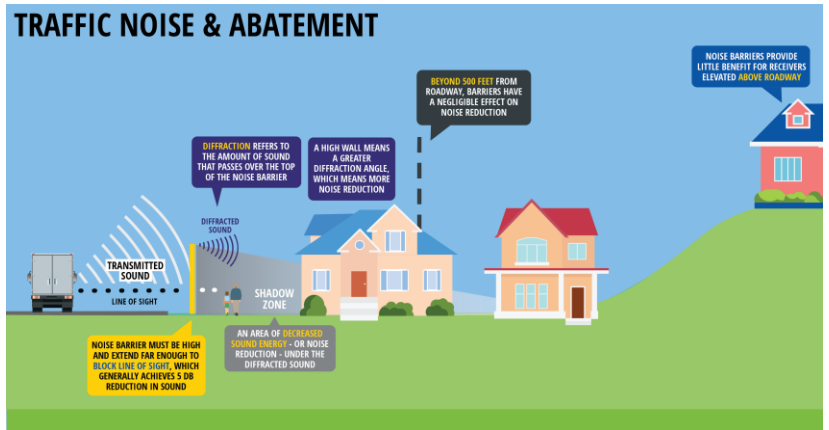 TRAFFIC NOISE & ABATEMENT
NOISE BARRIERS PROVIDE
LITTLE BENEFIT FOR RECEIVERS
ELEVATED ABOVE ROADWAY
BEYOND 500 FEET FROM
ROADWAY, BARRIERS HAVE
A NEGLIGIBLE EFFECT ON
NOISE REDUCTION
DIFFRACTION REFERS TO
THE AMOUNT OF SOUND
THAT PASSES OVER THE TOP
OF THE NOISE BARRIER
A HIGH WALL MEANS
A GREATER
DIFFRACTION ANGLE,
WHICH MEANS MORE
NOISE REDUCTION
DIFFRACTED
SOUND
TRANSMITTED
SOUND
LINE OF SIGHT
SHADOW
ZONE
NOISE BARRIER MUST BE HIGH
AND EXTEND FAR ENOUGH TO
BLOCK LINE OF SIGHT, WHICH
GENERALLY ACHIEVES 5 DB
REDUCTION IN SOUND
AN AREA OF DECREASED
SOUND ENERGY - OR NOISE
REDUCTION - UNDER THE
DIFFRACTED SOUND